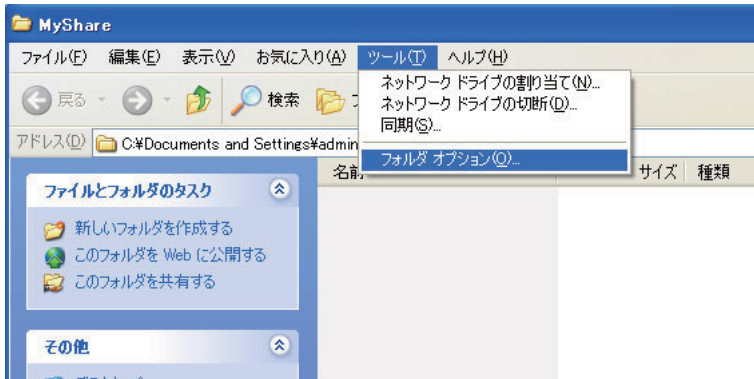 MyShare
ファイル(F) 編集(E) 表示(V) お気に入り(A) ツール(T) ヘルプ(H)
ネットワーク ドライブの割り当て(N)...
ネットワーク ドライブの切断(D)...
同期(S)...
フォルダ オプション(O)...
戻る 検索
アドレス(D) C:¥Documents and Settings¥admin
名前 サイズ 種類
ファイルとフォルダのタスク
新しいフォルダを作成する
このフォルダを Web に公開する
このフォルダを共有する
その他